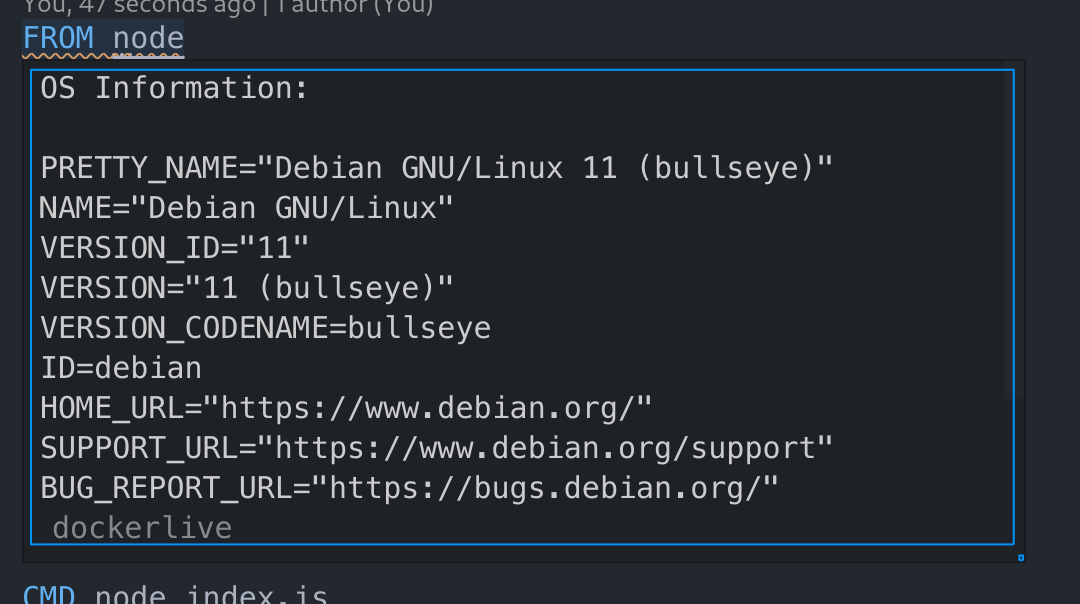 You, 47 seconds ago | 1 author (You)
FROM node
OS Information:
PRETTY_NAME="Debian GNU/Linux 11 (bullseye)"
NAME="Debian GNU/Linux"
VERSION_ID="11"
VERSION="11 (bullseye)"
VERSION_CODENAME=bullseye
ID=debian
HOME_URL="https://www.debian.org/"
SUPPORT_URL="https://www.debian.org/support"
BUG_REPORT_URL="https://bugs.debian.org/"
dockerlive
CMD node index.js